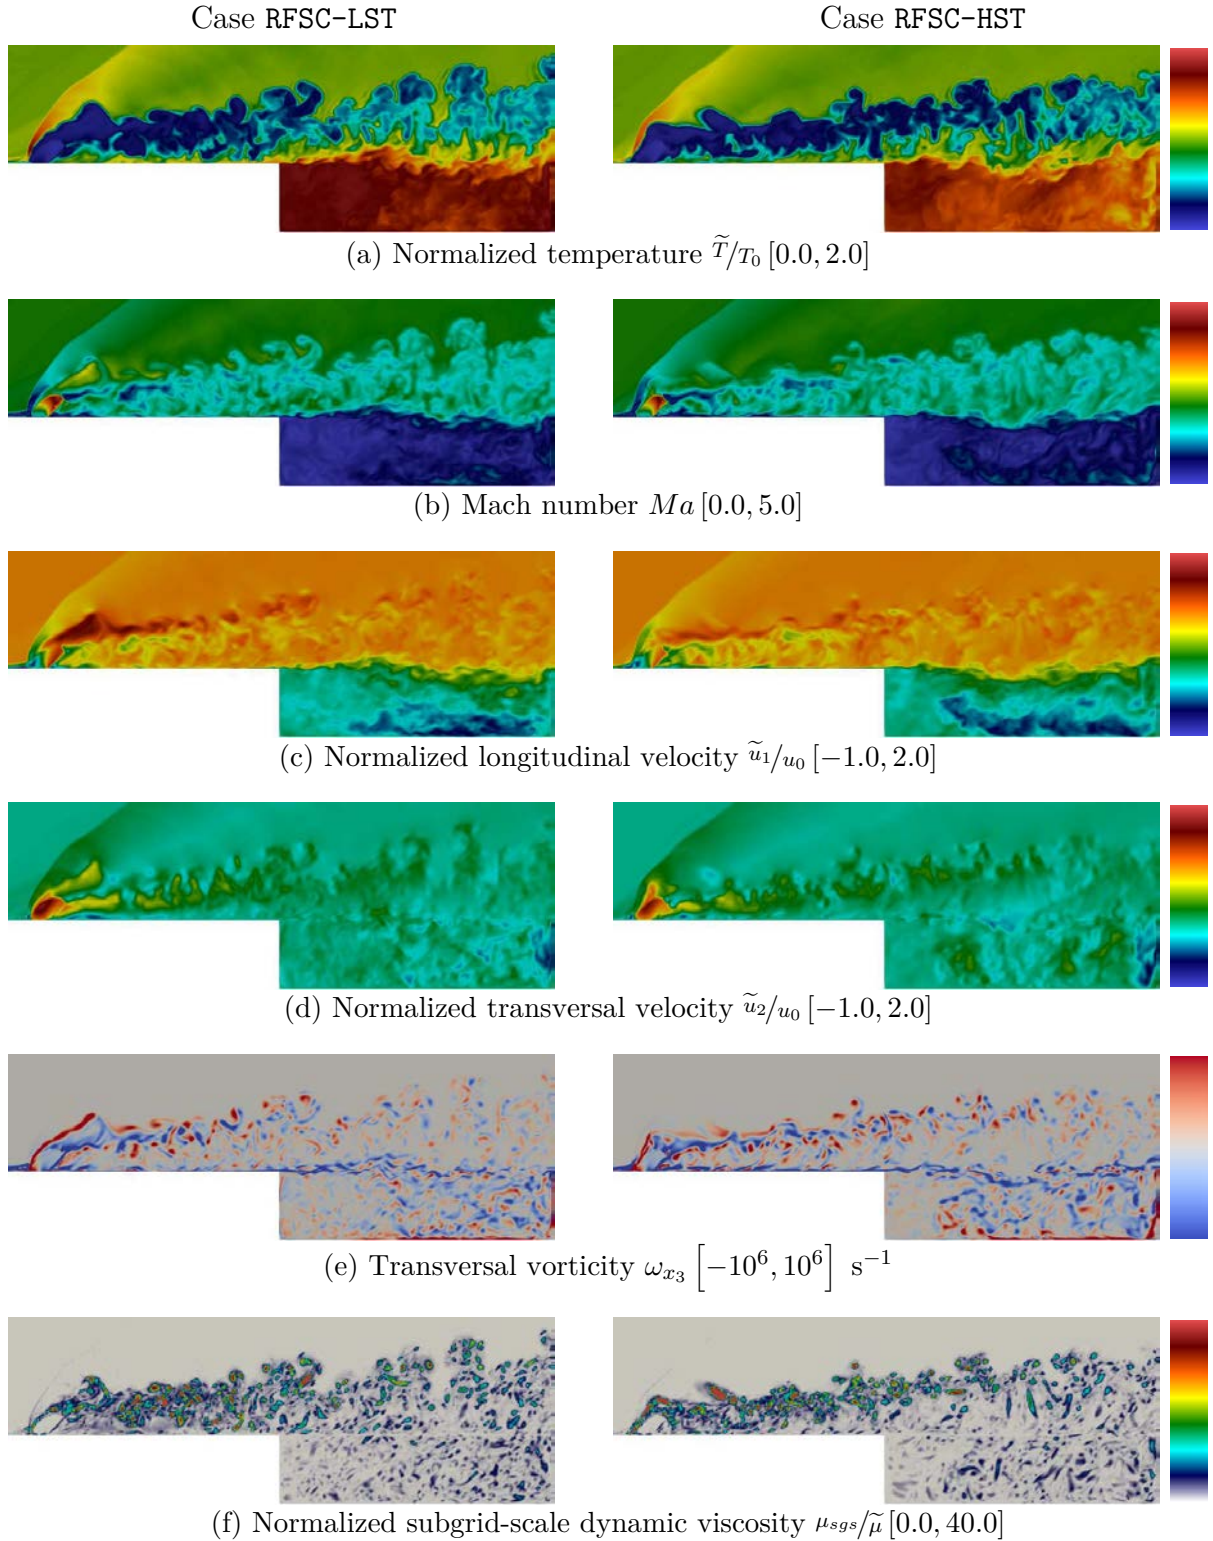 Case RFSC-LST
Case RFSC-HST
(a) Normalized temperature T̃/T₀ [0.0, 2.0]
(b) Mach number Ma [0.0, 5.0]
(c) Normalized longitudinal velocity ũ₁/u₀ [−1.0, 2.0]
(d) Normalized transversal velocity ũ₂/u₀ [−1.0, 2.0]
(e) Transversal vorticity ωₓ₃ [−10⁶, 10⁶] s⁻¹
(f) Normalized subgrid-scale dynamic viscosity μsgs/μ̃ [0.0, 40.0]